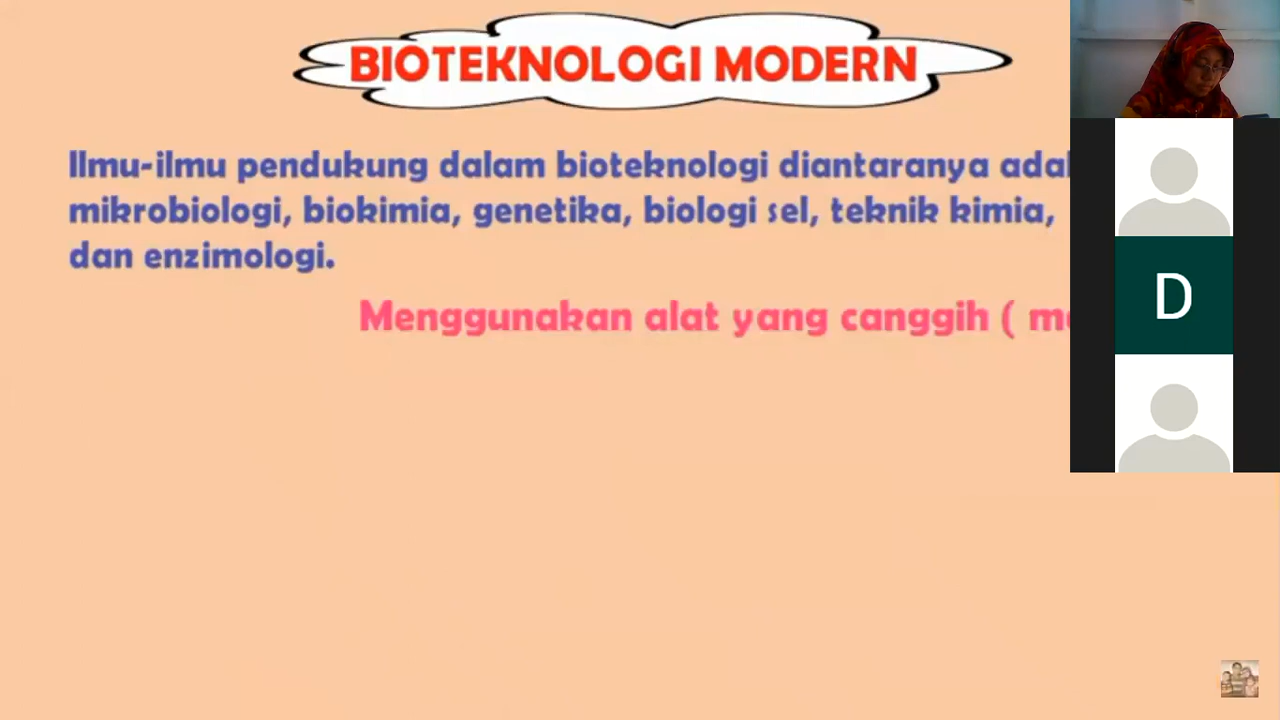 BIOTEKNOLOGI MODERN
Ilmu-ilmu pendukung dalam bioteknologi diantaranya
mikrobiologi, biokimia, genetika, biologi sel, teknik kimia,
dan enzimologi.
Menggunakan alat yang canggih (
D